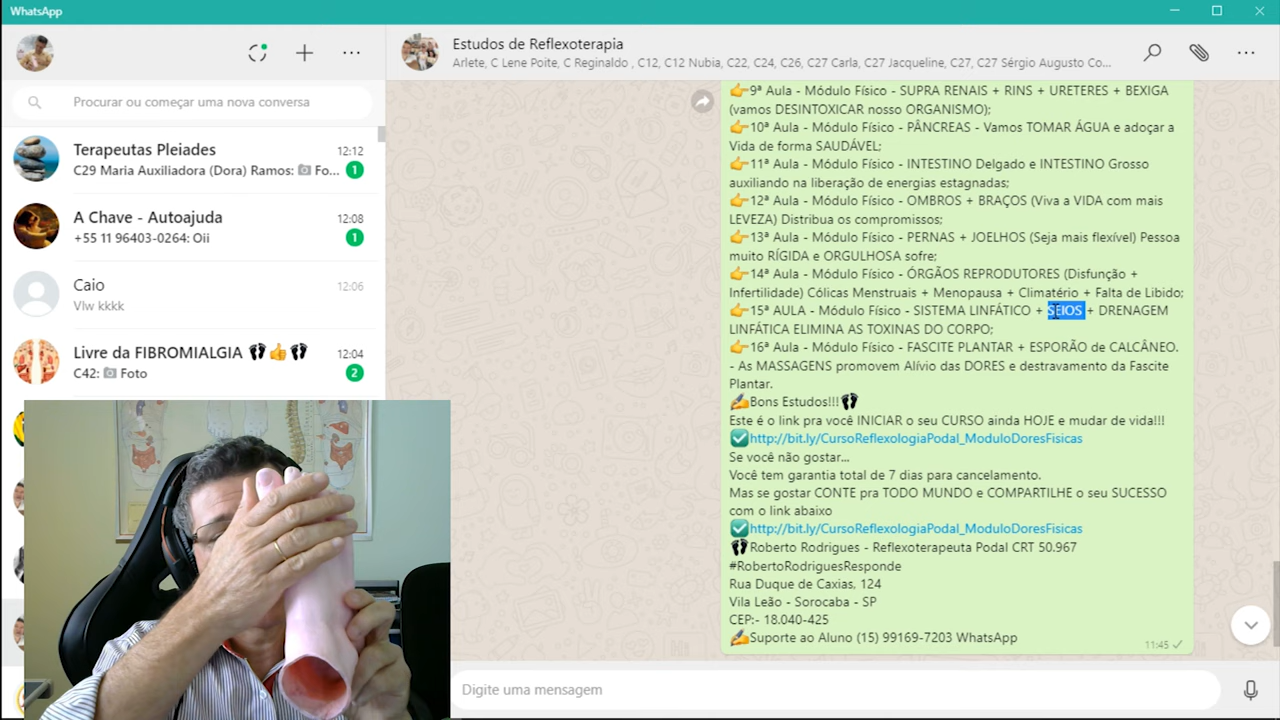 WhatsApp
Estudos de Reflexoterapia
Arlete, C Lene Poite, C Reginaldo , C12, C12 Nubia, C22, C24, C26, C27 Carla, C27 Jacqueline, C27, C27 Sérgio Augusto Co...
Procurar ou começar uma nova conversa
Terapeutas Pleiades 12:12
C29 Maria Auxiliadora (Dora) Ramos: 📷 Fo... 1
A Chave - Autoajuda 12:08
+55 11 96403-0264: Oii 1
Caio 12:06
Vlw kkkk
Livre da FIBROMIALGIA 👣👍👣 12:04
C42: 📷 Foto 2
👉9ª Aula - Módulo Físico - SUPRA RENAIS + RINS + URETERES + BEXIGA
(vamos DESINTOXICAR nosso ORGANISMO);
👉10ª Aula - Módulo Físico - PÂNCREAS - Vamos TOMAR ÁGUA e adoçar a
Vida de forma SAUDÁVEL;
👉11ª Aula - Módulo Físico - INTESTINO Delgado e INTESTINO Grosso
auxiliando na liberação de energias estagnadas;
👉12ª Aula - Módulo Físico - OMBROS + BRAÇOS (Viva a VIDA com mais
LEVEZA) Distribua os compromissos;
👉13ª Aula - Módulo Físico - PERNAS + JOELHOS (Seja mais flexível) Pessoa
muito RÍGIDA e ORGULHOSA sofre;
👉14ª Aula - Módulo Físico - ÓRGÃOS REPRODUTORES (Disfunção +
Infertilidade) Cólicas Menstruais + Menopausa + Climatério + Falta de Libido;
👉15ª AULA - Módulo Físico - SISTEMA LINFÁTICO + SEIOS + DRENAGEM
LINFÁTICA ELIMINA AS TOXINAS DO CORPO;
👉16ª Aula - Módulo Físico - FASCITE PLANTAR + ESPORÃO de CALCÂNEO.
- As MASSAGENS promovem Alívio das DORES e destravamento da Fascite
Plantar.
✍Bons Estudos!!!👣
Este é o link pra você INICIAR o seu CURSO ainda HOJE e mudar de vida!!!
✅http://bit.ly/CursoReflexologiaPodal_ModuloDoresFisicas
Se você não gostar...
Você tem garantia total de 7 dias para cancelamento.
Mas se gostar CONTE pra TODO MUNDO e COMPARTILHE o seu SUCESSO
com o link abaixo
✅http://bit.ly/CursoReflexologiaPodal_ModuloDoresFisicas
👣Roberto Rodrigues - Reflexoterapeuta Podal CRT 50.967
#RobertoRodriguesResponde
Rua Duque de Caxias, 124
Vila Leão - Sorocaba - SP
CEP:- 18.040-425
✍Suporte ao Aluno (15) 99169-7203 WhatsApp
11:45
Digite uma mensagem